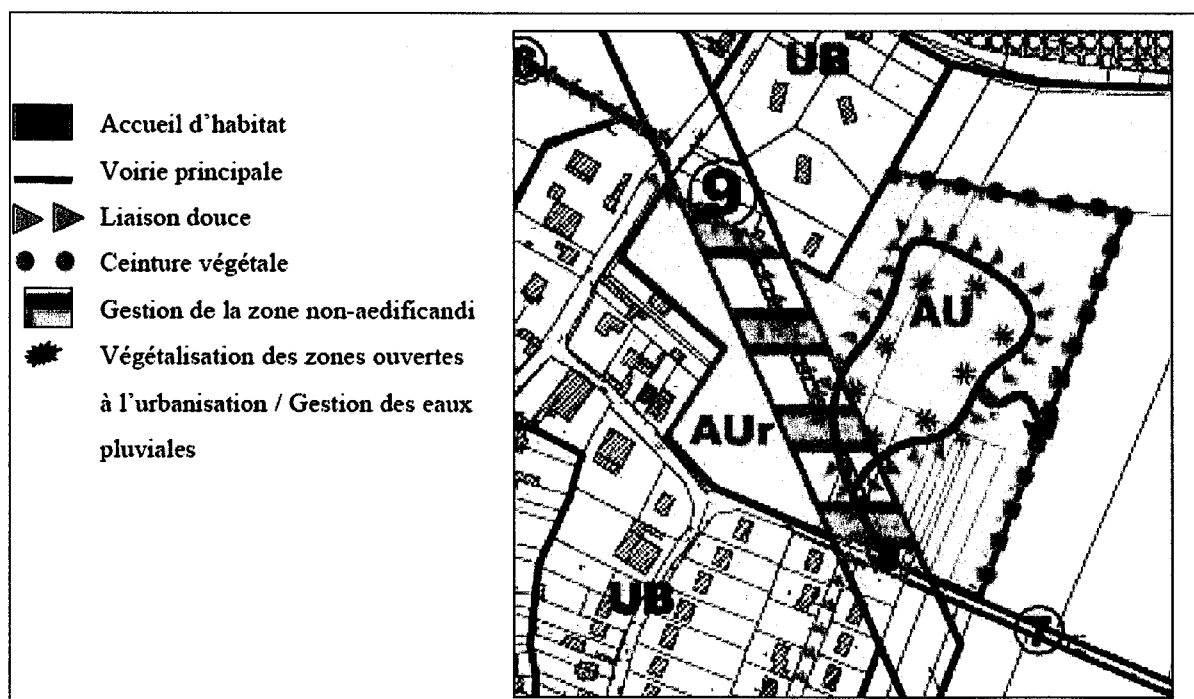 Accueil d'habitat
Voirie principale
Liaison douce
Ceinture végétale
Gestion de la zone non-aedificandi
Végétalisation des zones ouvertes
à l'urbanisation / Gestion des eaux
pluviales
UB
9
AU
AUr
UB
7